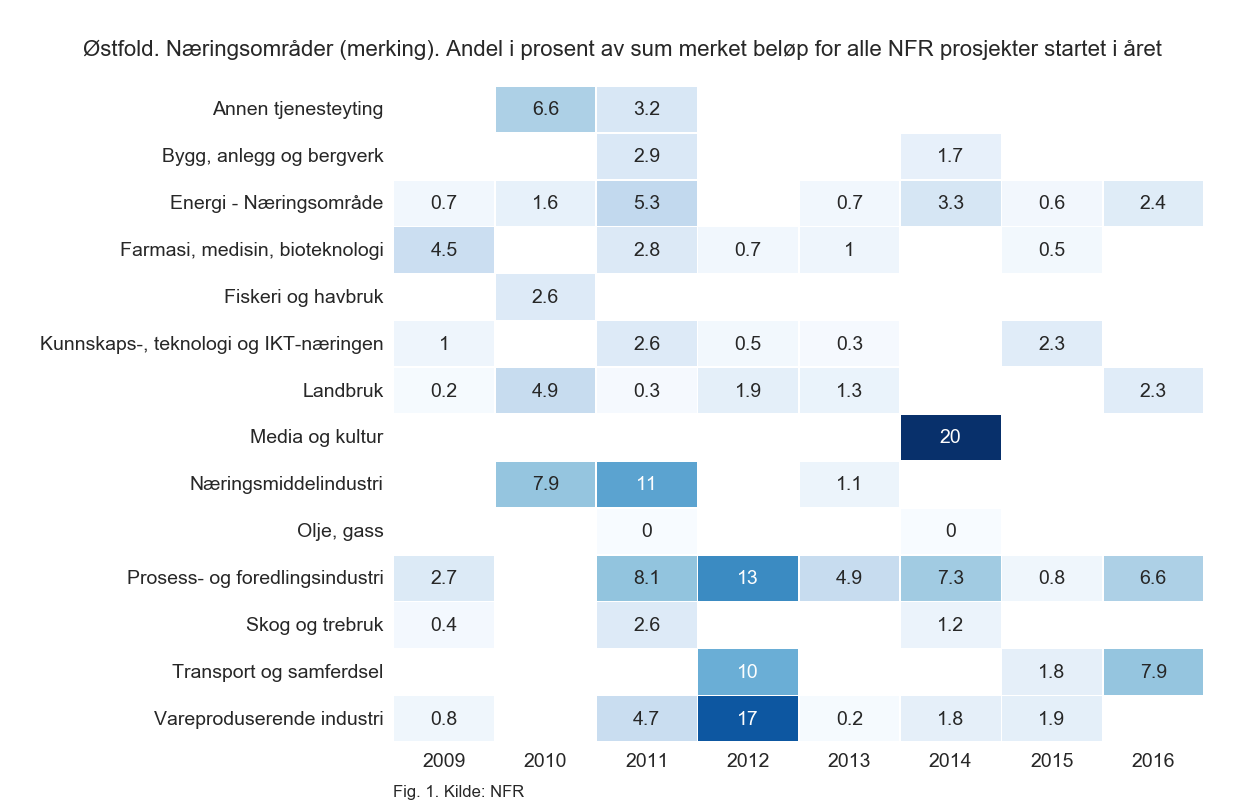 Østfold. Næringsområder (merking). Andel i prosent av sum merket beløp for alle NFR prosjekter startet i året
Annen tjenesteyting 6.6 3.2
Bygg, anlegg og bergverk 2.9 1.7
Energi - Næringsområde 0.7 1.6 5.3 0.7 3.3 0.6 2.4
Farmasi, medisin, bioteknologi 4.5 2.8 0.7 1 0.5
Fiskeri og havbruk 2.6
Kunnskaps-, teknologi og IKT-næringen 1 2.6 0.5 0.3 2.3
Landbruk 0.2 4.9 0.3 1.9 1.3 2.3
Media og kultur 20
Næringsmiddelindustri 7.9 11 1.1
Olje, gass 0 0
Prosess- og foredlingsindustri 2.7 8.1 13 4.9 7.3 0.8 6.6
Skog og trebruk 0.4 2.6 1.2
Transport og samferdsel 10 1.8 7.9
Vareproduserende industri 0.8 4.7 17 0.2 1.8 1.9
2009 2010 2011 2012 2013 2014 2015 2016
Fig. 1. Kilde: NFR